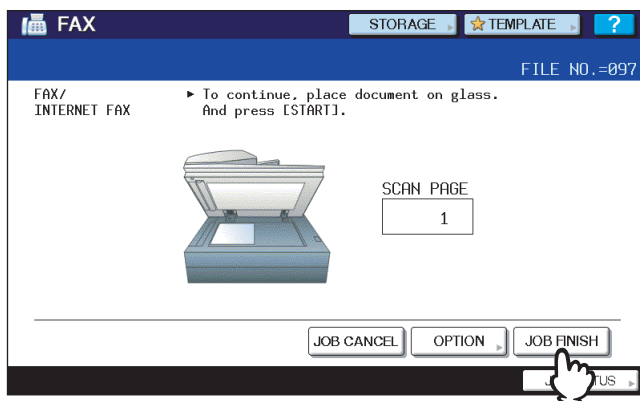 FAX
STORAGE
TEMPLATE
?
FILE NO.=097
FAX/
INTERNET FAX
► To continue, place document on glass.
And press [START].
SCAN PAGE
1
JOB CANCEL
OPTION
JOB FINISH